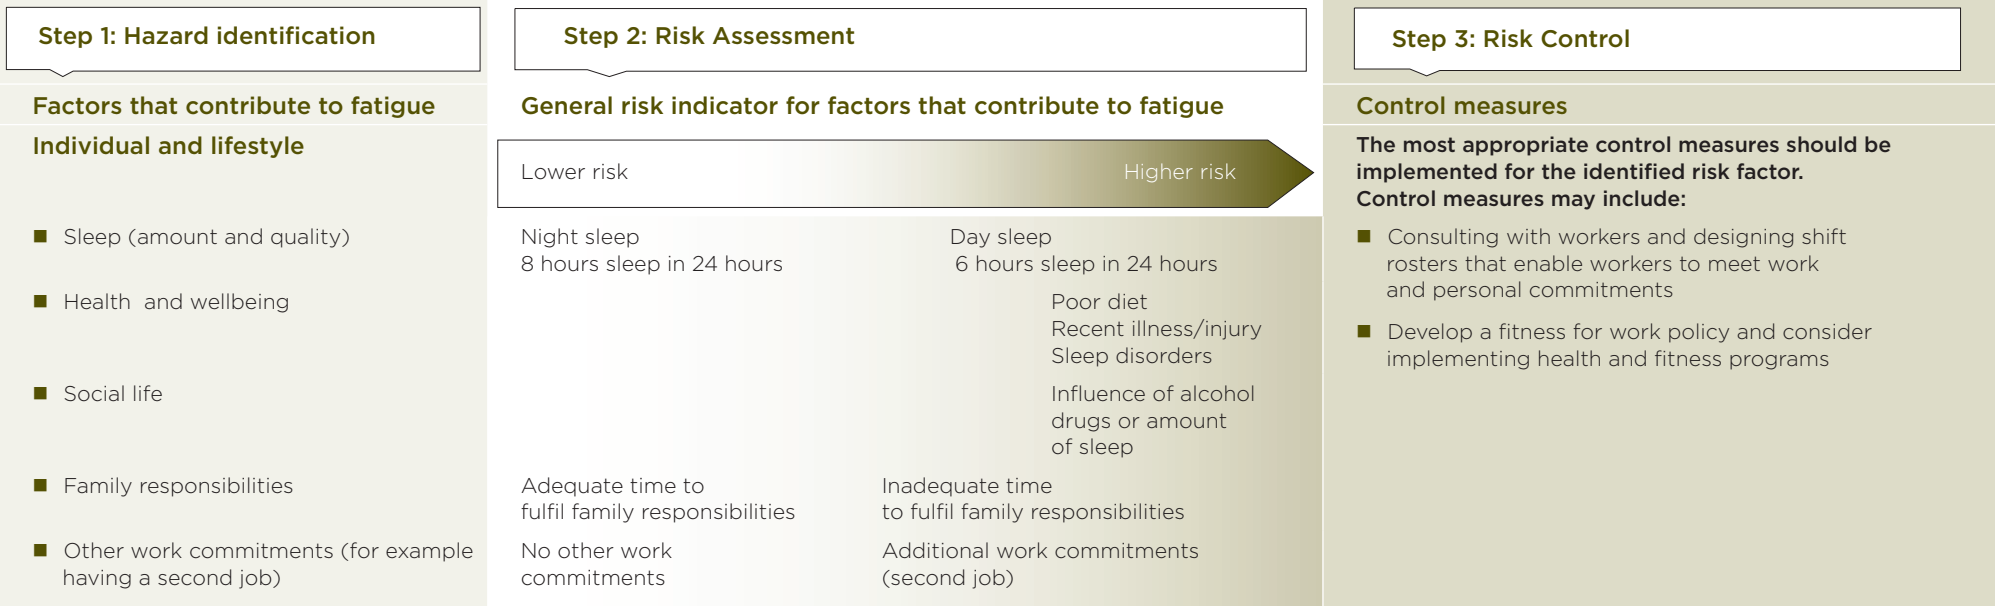 Step 1: Hazard identification
Step 2: Risk Assessment
Step 3: Risk Control
Factors that contribute to fatigue
General risk indicator for factors that contribute to fatigue
Control measures
Individual and lifestyle
Lower risk
Higher risk
The most appropriate control measures should be
implemented for the identified risk factor.
Control measures may include:
Sleep (amount and quality)
Night sleep
8 hours sleep in 24 hours
Day sleep
6 hours sleep in 24 hours
Consulting with workers and designing shift
rosters that enable workers to meet work
and personal commitments
Health and wellbeing
Poor diet
Recent illness/injury
Sleep disorders
Develop a fitness for work policy and consider
implementing health and fitness programs
Social life
Influence of alcohol
drugs or amount
of sleep
Family responsibilities
Adequate time to
fulfil family responsibilities
Inadequate time
to fulfil family responsibilities
Other work commitments (for example
having a second job)
No other work
commitments
Additional work commitments
(second job)